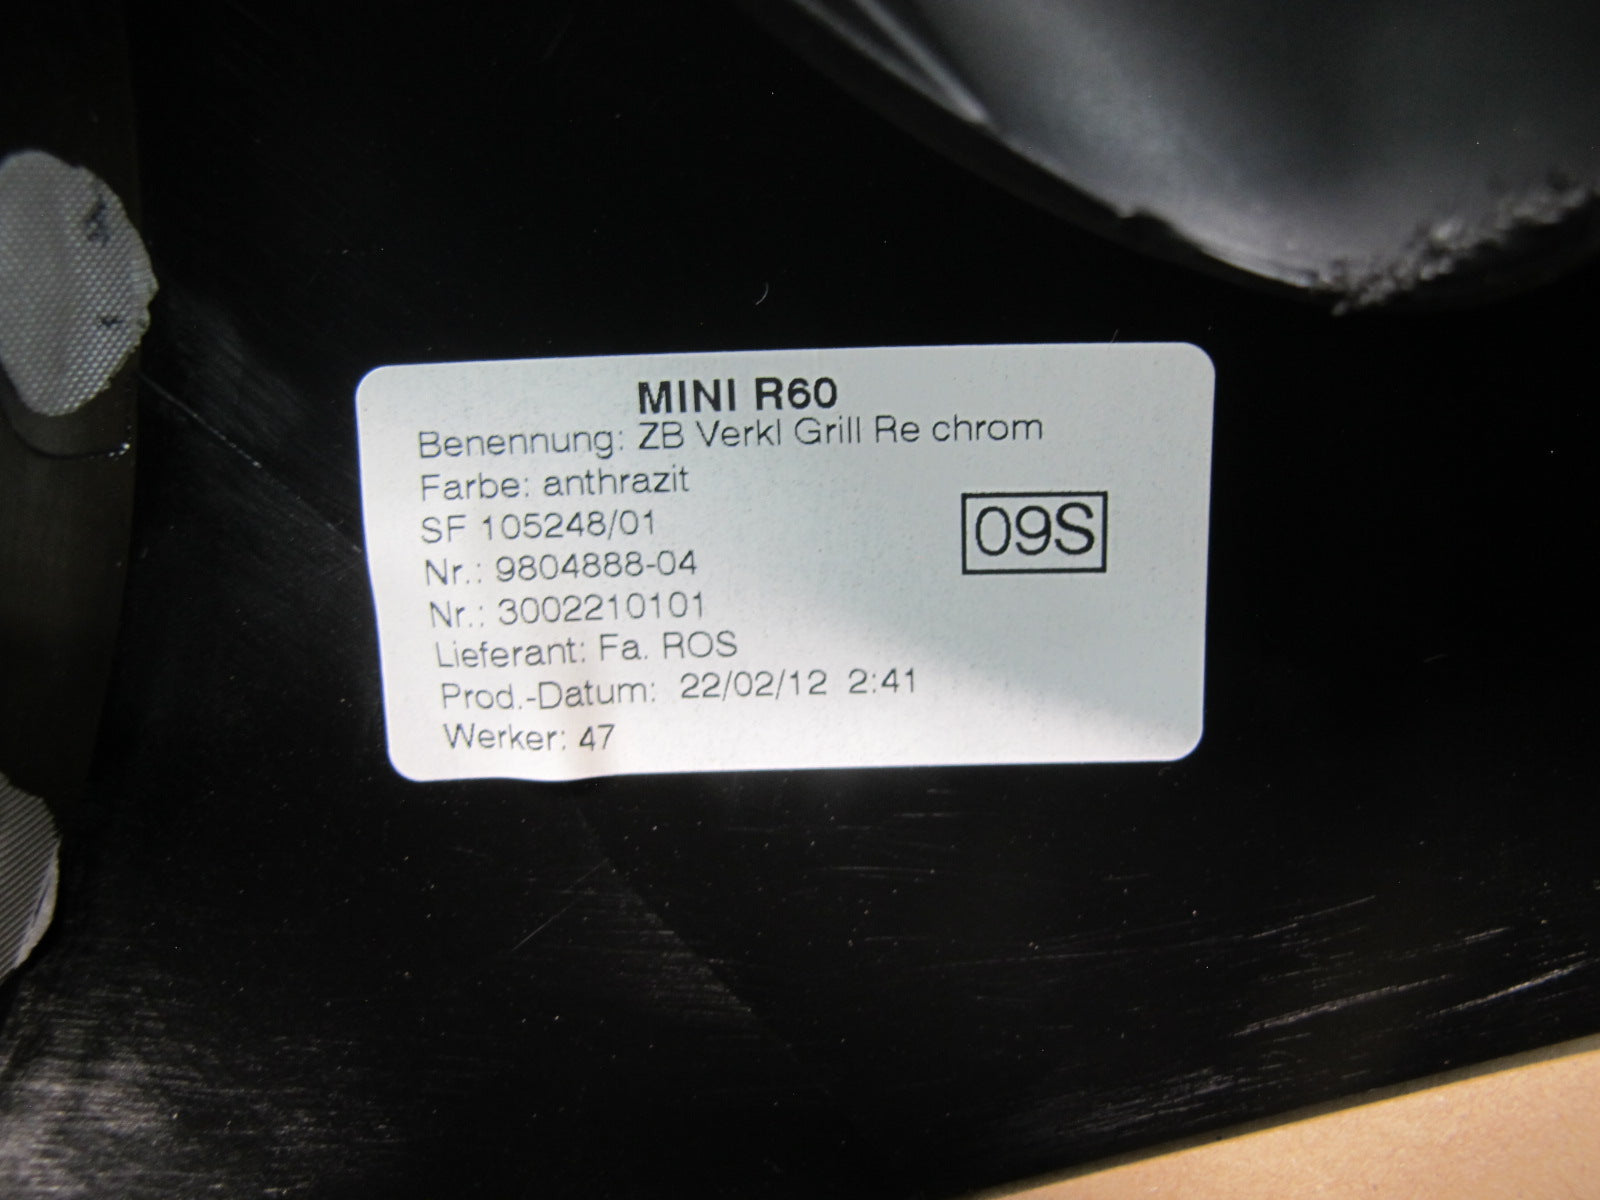 MINI R60
Benennung: ZB Verkl Grill Re chrom
Farbe: anthrazit
SF 105248/01
09S
Nr.: 9804888-04
Nr.: 3002210101
Lieferant: Fa. ROS
Prod.-Datum: 22/02/12 2:41
Werker: 47